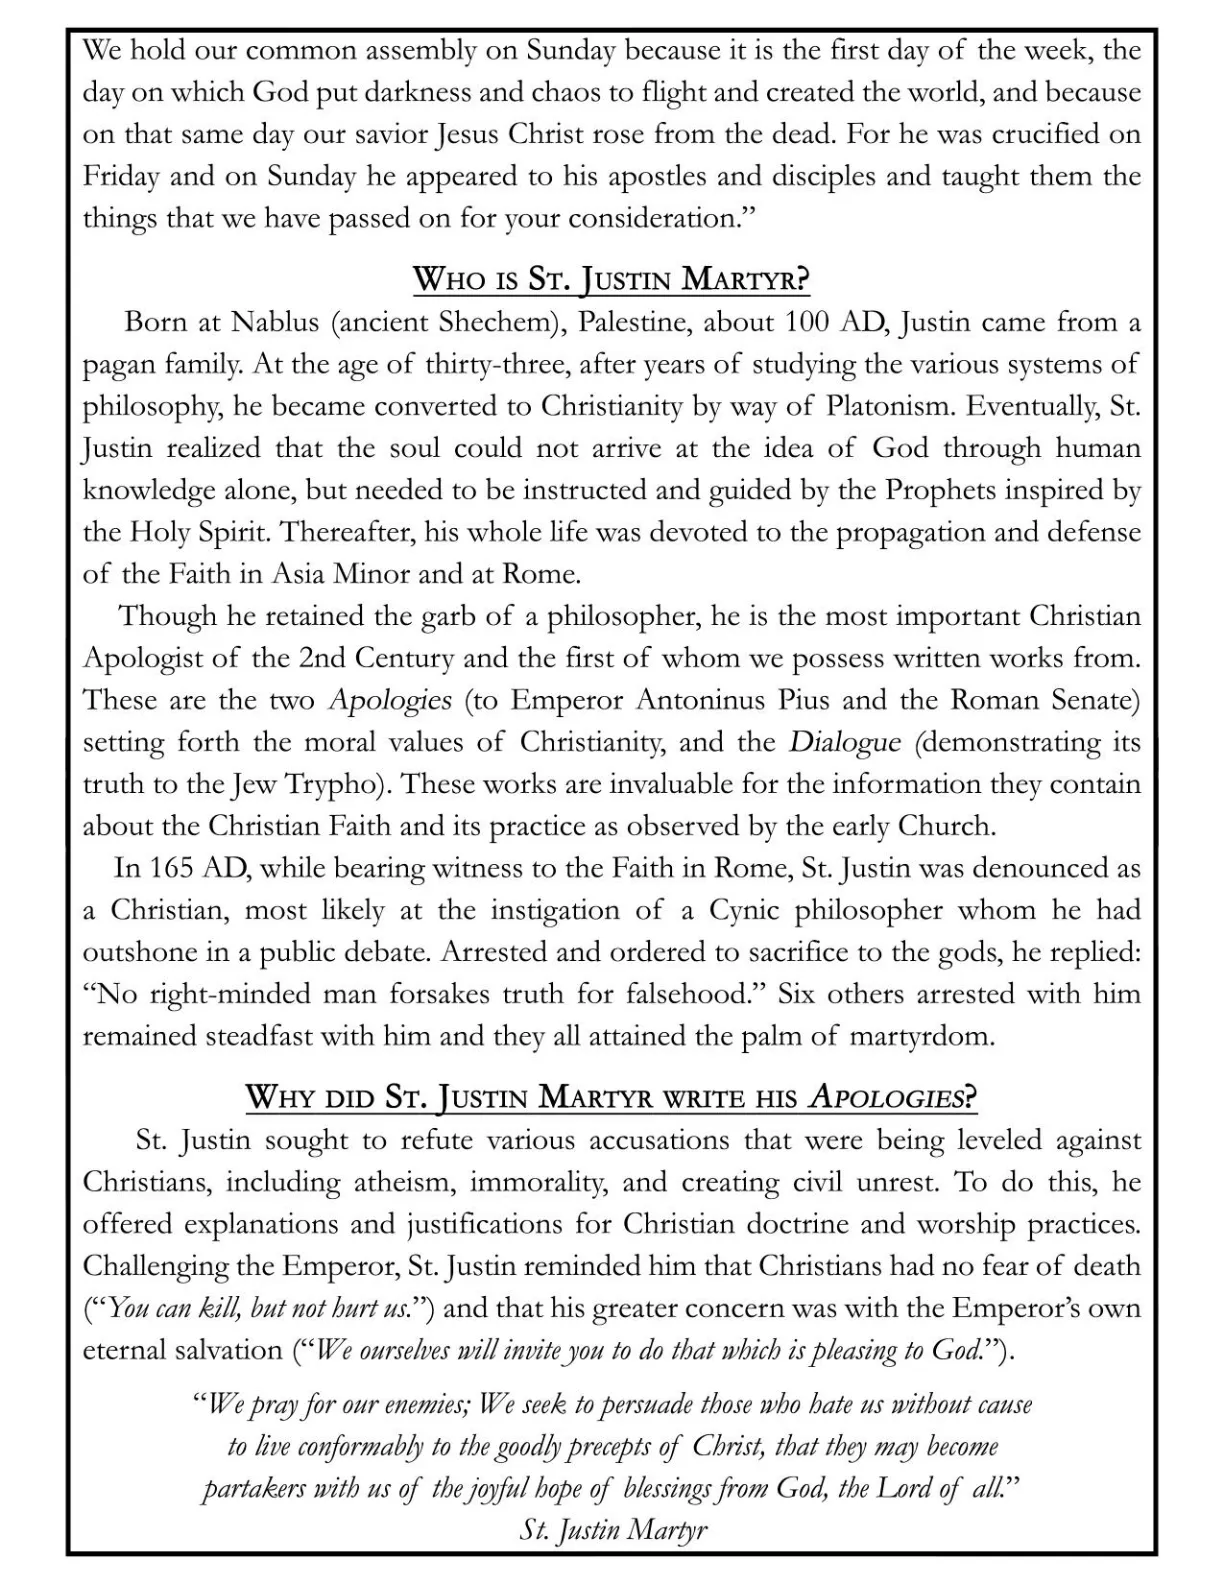 We hold our common assembly on Sunday because it is the first day of the week, the
day on which God put darkness and chaos to flight and created the world, and because
on that same day our savior Jesus Christ rose from the dead. For he was crucified on
Friday and on Sunday he appeared to his apostles and disciples and taught them the
things that we have passed on for your consideration.”
Who is St. Justin Martyr?
Born at Nablus (ancient Shechem), Palestine, about 100 AD, Justin came from a
pagan family. At the age of thirty-three, after years of studying the various systems of
philosophy, he became converted to Christianity by way of Platonism. Eventually, St.
Justin realized that the soul could not arrive at the idea of God through human
knowledge alone, but needed to be instructed and guided by the Prophets inspired by
the Holy Spirit. Thereafter, his whole life was devoted to the propagation and defense
of the Faith in Asia Minor and at Rome.
Though he retained the garb of a philosopher, he is the most important Christian
Apologist of the 2nd Century and the first of whom we possess written works from.
These are the two Apologies (to Emperor Antoninus Pius and the Roman Senate)
setting forth the moral values of Christianity, and the Dialogue (demonstrating its
truth to the Jew Trypho). These works are invaluable for the information they contain
about the Christian Faith and its practice as observed by the early Church.
In 165 AD, while bearing witness to the Faith in Rome, St. Justin was denounced as
a Christian, most likely at the instigation of a Cynic philosopher whom he had
outshone in a public debate. Arrested and ordered to sacrifice to the gods, he replied:
“No right-minded man forsakes truth for falsehood.” Six others arrested with him
remained steadfast with him and they all attained the palm of martyrdom.
Why did St. Justin Martyr write his Apologies?
St. Justin sought to refute various accusations that were being leveled against
Christians, including atheism, immorality, and creating civil unrest. To do this, he
offered explanations and justifications for Christian doctrine and worship practices.
Challenging the Emperor, St. Justin reminded him that Christians had no fear of death
(“You can kill, but not hurt us.”) and that his greater concern was with the Emperor’s own
eternal salvation (“We ourselves will invite you to do that which is pleasing to God.”).
“We pray for our enemies; We seek to persuade those who hate us without cause
to live conformably to the goodly precepts of Christ, that they may become
partakers with us of the joyful hope of blessings from God, the Lord of all.”
St. Justin Martyr